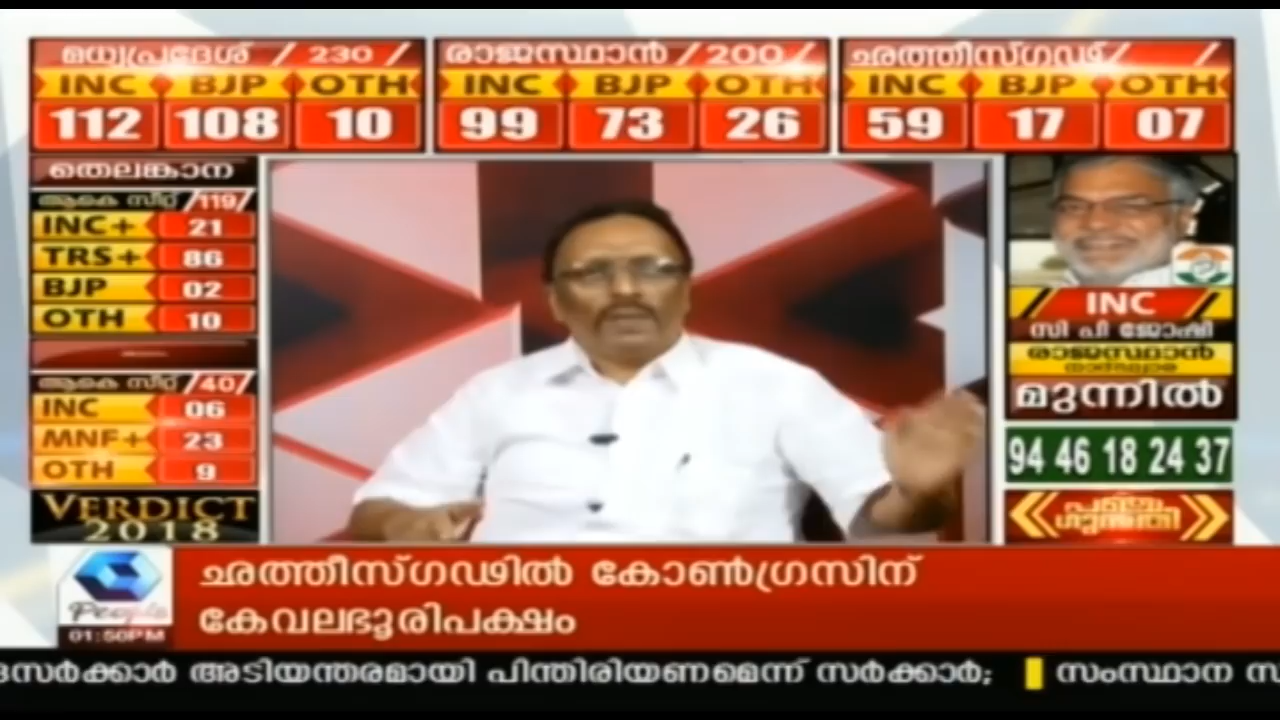 മധ്യപ്രദേശ് / 230 /
INC BJP OTH
112 108 10
രാജസ്ഥാൻ / 200 /
INC BJP OTH
99 73 26
ഛത്തീസ്ഗഢ് / /
INC BJP OTH
59 17 07
തെലങ്കാന
ആകെ സീറ്റ് /119/
INC+ 21
TRS+ 86
BJP 02
OTH 10
ആകെ സീറ്റ് /40/
INC 06
MNF+ 23
OTH 9
VERDICT
2018
INC
സി പി ജോഷി
രാജസ്ഥാൻ
മുന്നിൽ
94 46 18 24 37
People
01:50PM
ഛത്തീസ്ഗഢിൽ കോൺഗ്രസിന്
കേവലഭൂരിപക്ഷം
സർക്കാർ അടിയന്തരമായി പിന്തിരിയണമെന്ന് സർക്കാർ; സംസ്ഥാന